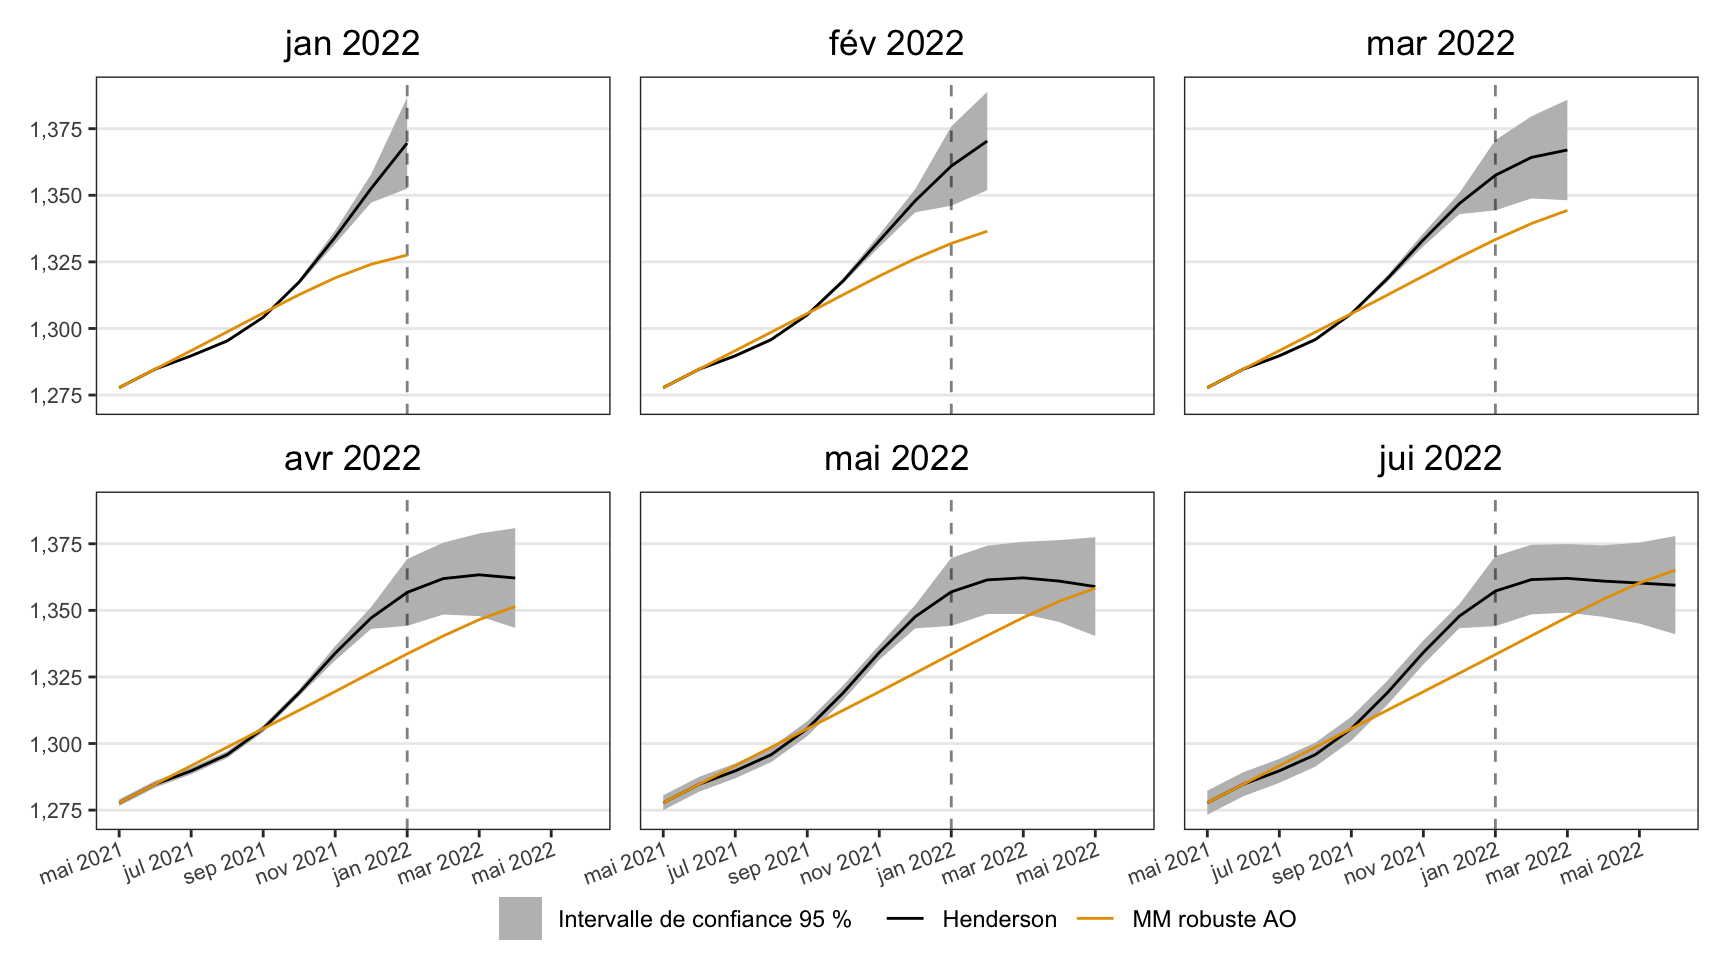 jan 2022
fév 2022
mar 2022
1,375
1,350
1,325
1,300
1,275
avr 2022
mai 2022
jui 2022
1,375
1,350
1,325
1,300
1,275
mai 2021
jul 2021
sep 2021
nov 2021
jan 2022
mar 2022
mai 2022
mai 2021
jul 2021
sep 2021
nov 2021
jan 2022
mar 2022
mai 2022
mai 2021
jul 2021
sep 2021
nov 2021
jan 2022
mar 2022
mai 2022
Intervalle de confiance 95 %
Henderson
MM robuste AO